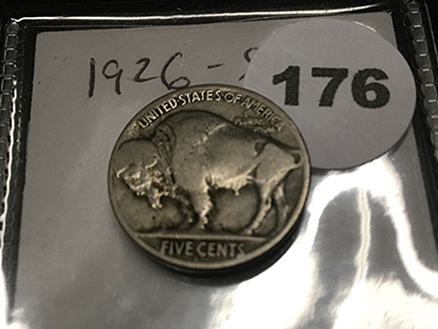 1926-S
176
UNITED STATES OF AMERICA
FIVE CENTS